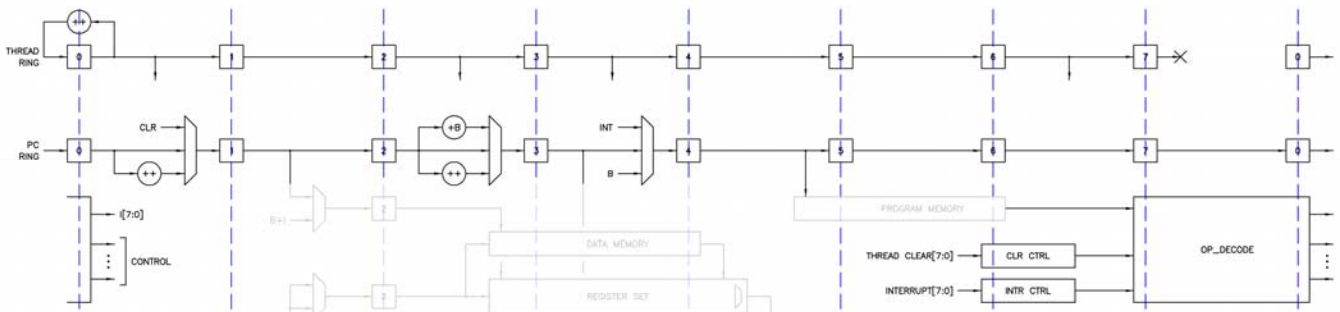 ++
THREAD RING 0 1 2 3 4 5 6 7 0
CLR +B INT
PC RING 0 1 2 3 4 5 6 7 0
++ ++ B
I[7:0] B+I 2 PROGRAM MEMORY
CONTROL DATA MEMORY THREAD CLEAR[7:0] CLR CTRL OP_DECODE
2 REGISTER SET INTERRUPT[7:0] INTR CTRL